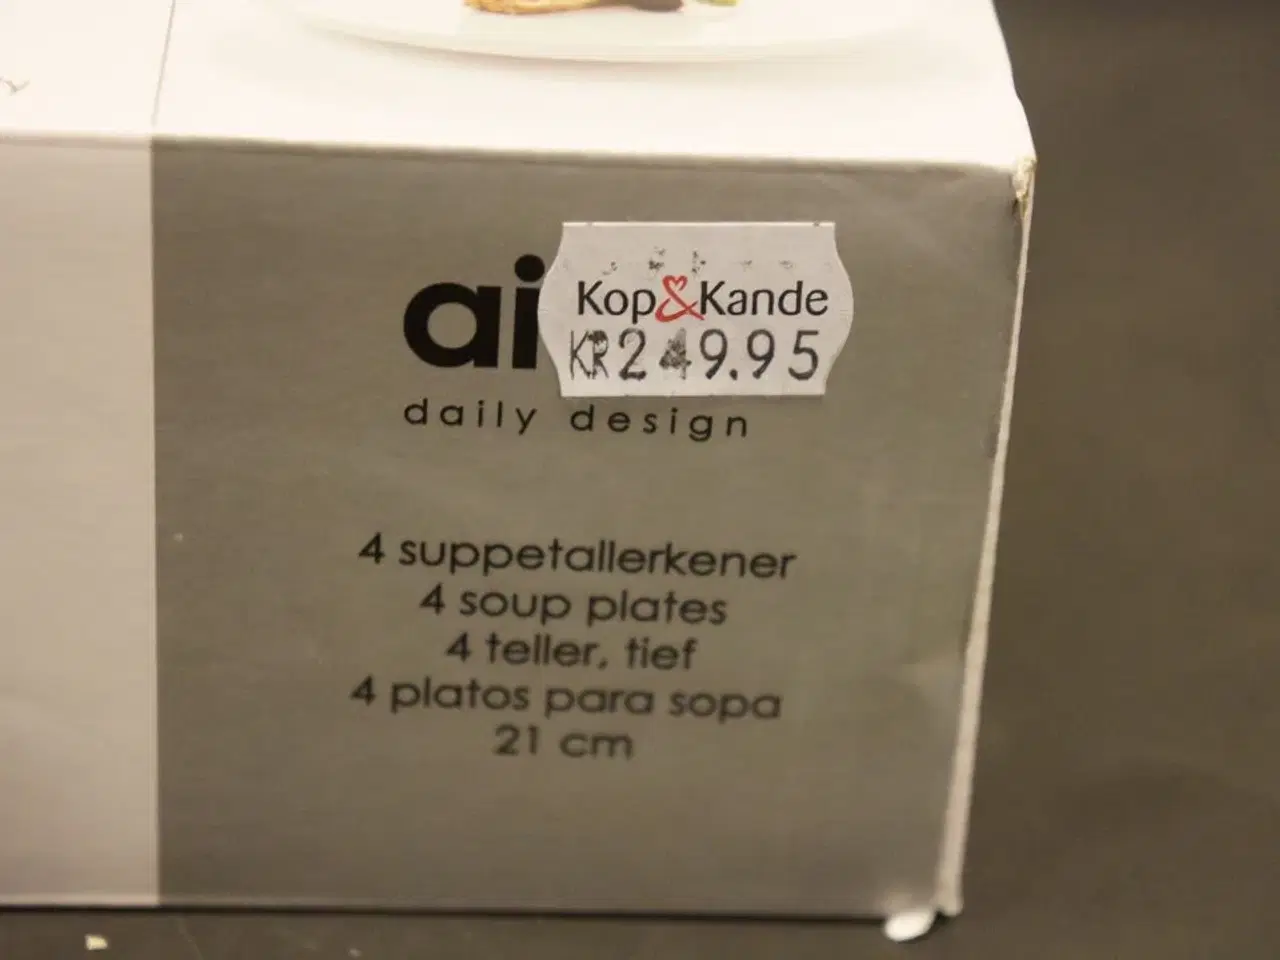 ai
Kop&Kande
KR249.95
daily design
4 suppetallerkener
4 soup plates
4 teller, tief
4 platos para sopa
21 cm